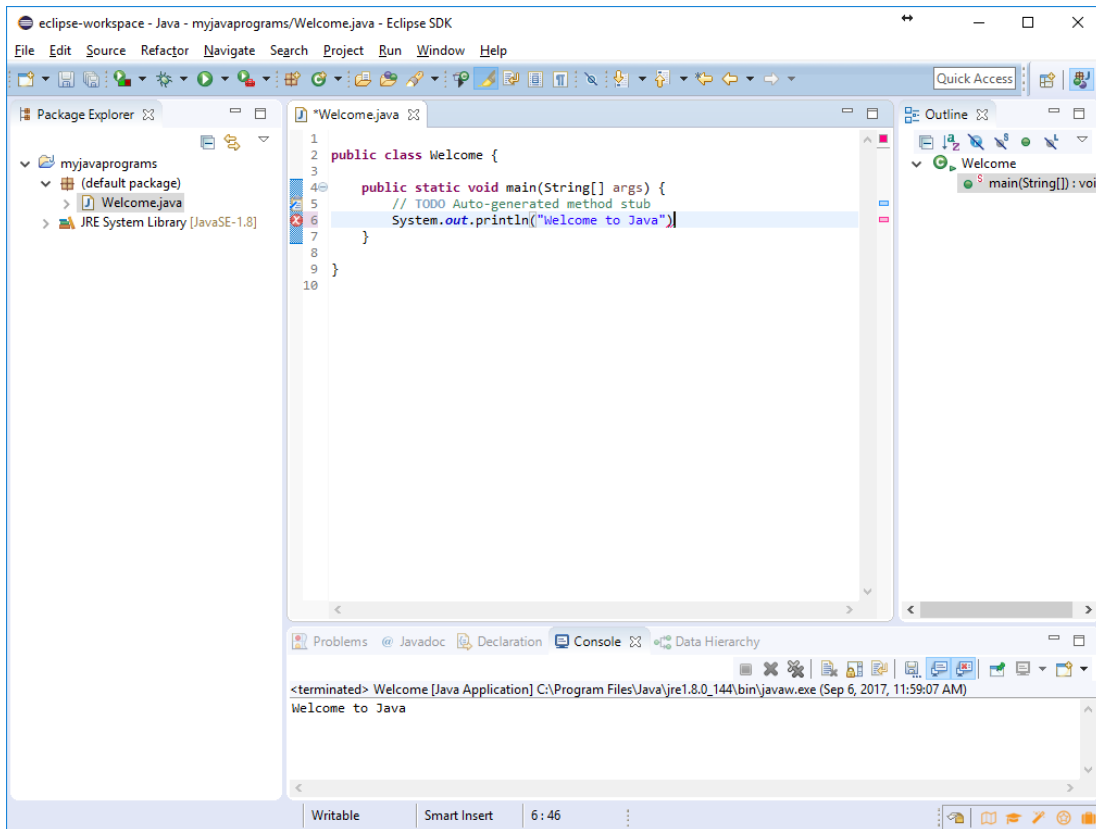 eclipse-workspace - Java - myjavaprograms/Welcome.java - Eclipse SDK
File Edit Source Refactor Navigate Search Project Run Window Help
Quick Access
Package Explorer
myjavaprograms
(default package)
Welcome.java
JRE System Library [JavaSE-1.8]
*Welcome.java
1
2 public class Welcome {
3
4 public static void main(String[] args) {
5 // TODO Auto-generated method stub
6 System.out.println("Welcome to Java")
7 }
8
9 }
10
Outline
Welcome
main(String[]) : voi
Problems @ Javadoc Declaration Console Data Hierarchy
<terminated> Welcome [Java Application] C:\Program Files\Java\jre1.8.0_144\bin\javaw.exe (Sep 6, 2017, 11:59:07 AM)
Welcome to Java
Writable Smart Insert 6 : 46